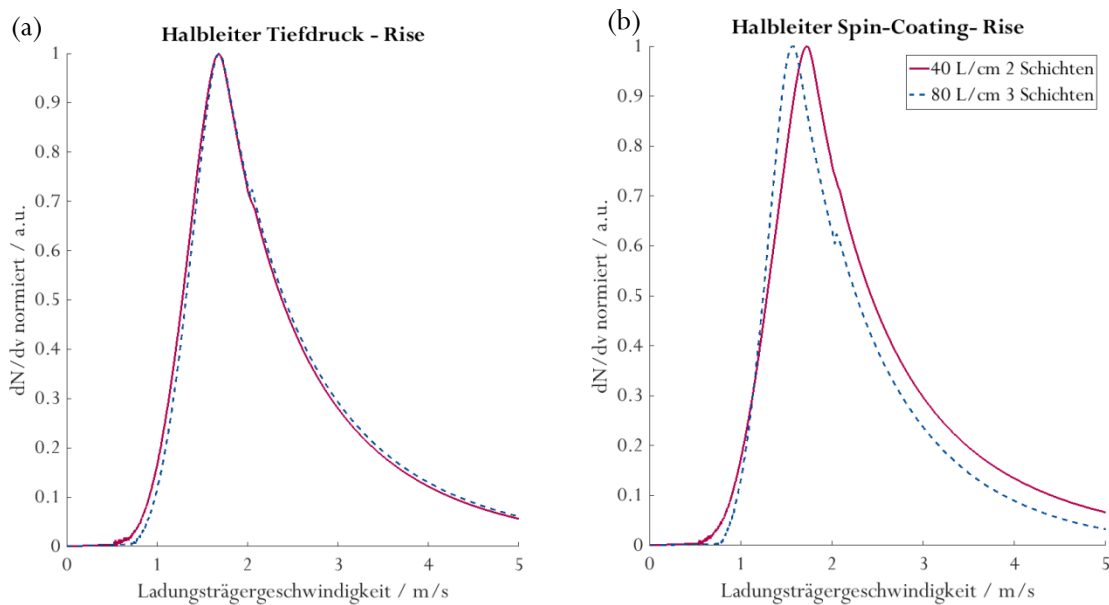 (a)
Halbleiter Tiefdruck - Rise
1
0.9
0.8
0.7
0.6
0.5
0.4
0.3
0.2
0.1
0
dN/dv normiert / a.u.
0 1 2 3 4 5
Ladungsträgergeschwindigkeit / m/s
(b)
Halbleiter Spin-Coating- Rise
40 L/cm 2 Schichten
80 L/cm 3 Schichten
1
0.9
0.8
0.7
0.6
0.5
0.4
0.3
0.2
0.1
0
dN/dv normiert / a.u.
0 1 2 3 4 5
Ladungsträgergeschwindigkeit / m/s